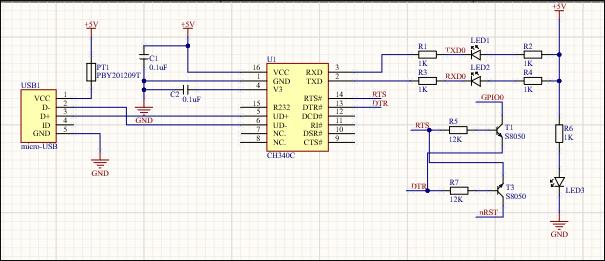 +5V
+5V
+5V
PT1
PBY201209T
C1
0.1uF
C2
0.1uF
GND
USB1
VCC 1
D- 2
D+ 3
ID 4
GND 5
micro-USB
GND
U1
16 VCC RXD 3
1 GND TXD 2
4 V3
RTS# 14 RTS
15 R232 DTR# 13 DTR
5 UD+ DCD# 12
6 UD- RI# 11
7 NC. DSR# 10
8 NC. CTS# 9
CH340C
R1
1K
TXD0
LED1
R2
1K
R3
1K
RXD0
LED2
R4
1K
GPIO0
RTS
R5
12K
T1
S8050
R6
1K
DTR
R7
12K
T3
S8050
nRST
LED3
GND